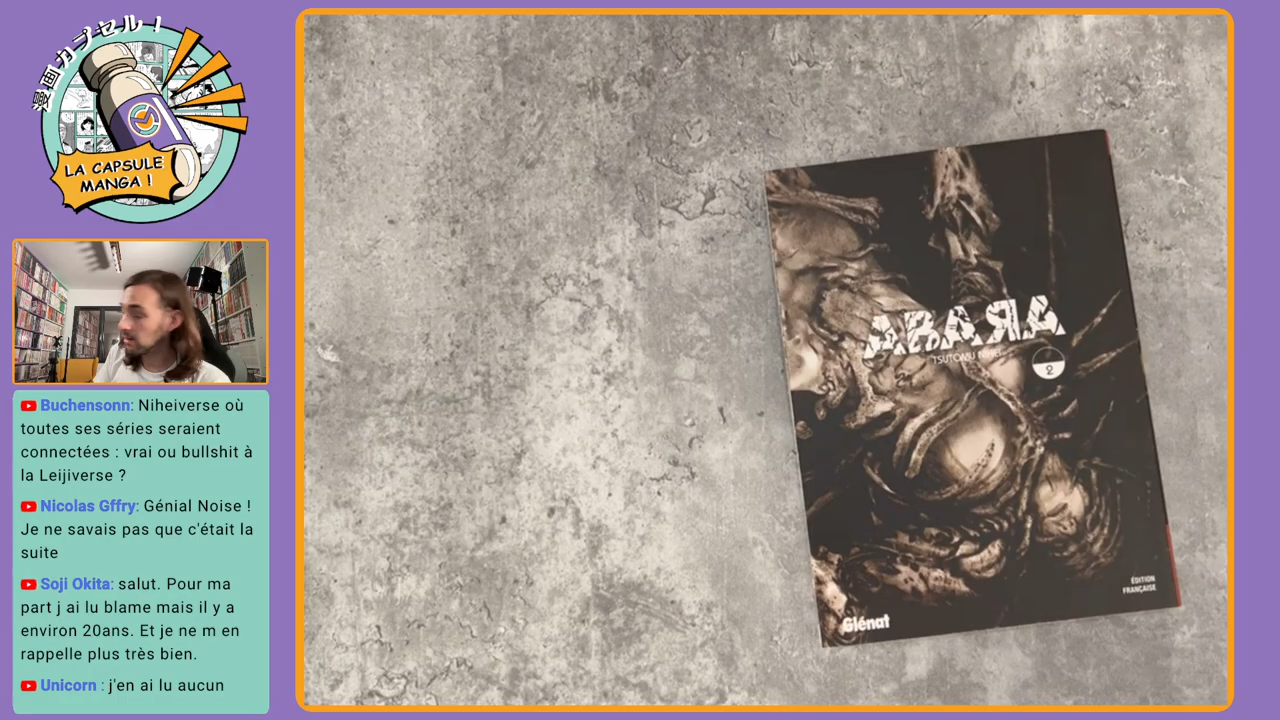 漫画カプセル!
LA CAPSULE
MANGA !
Buchensonn: Niheiverse où
toutes ses séries seraient
connectées : vrai ou bullshit à
la Leijiverse ?
Nicolas Gffry: Génial Noise !
Je ne savais pas que c'était la
suite
Soji Okita: salut. Pour ma
part j ai lu blame mais il y a
environ 20ans. Et je ne m en
rappelle plus très bien.
Unicorn : j'en ai lu aucun
ABARA
TSUTOMU NIHEI
2
ÉDITION
FRANÇAISE
Glénat